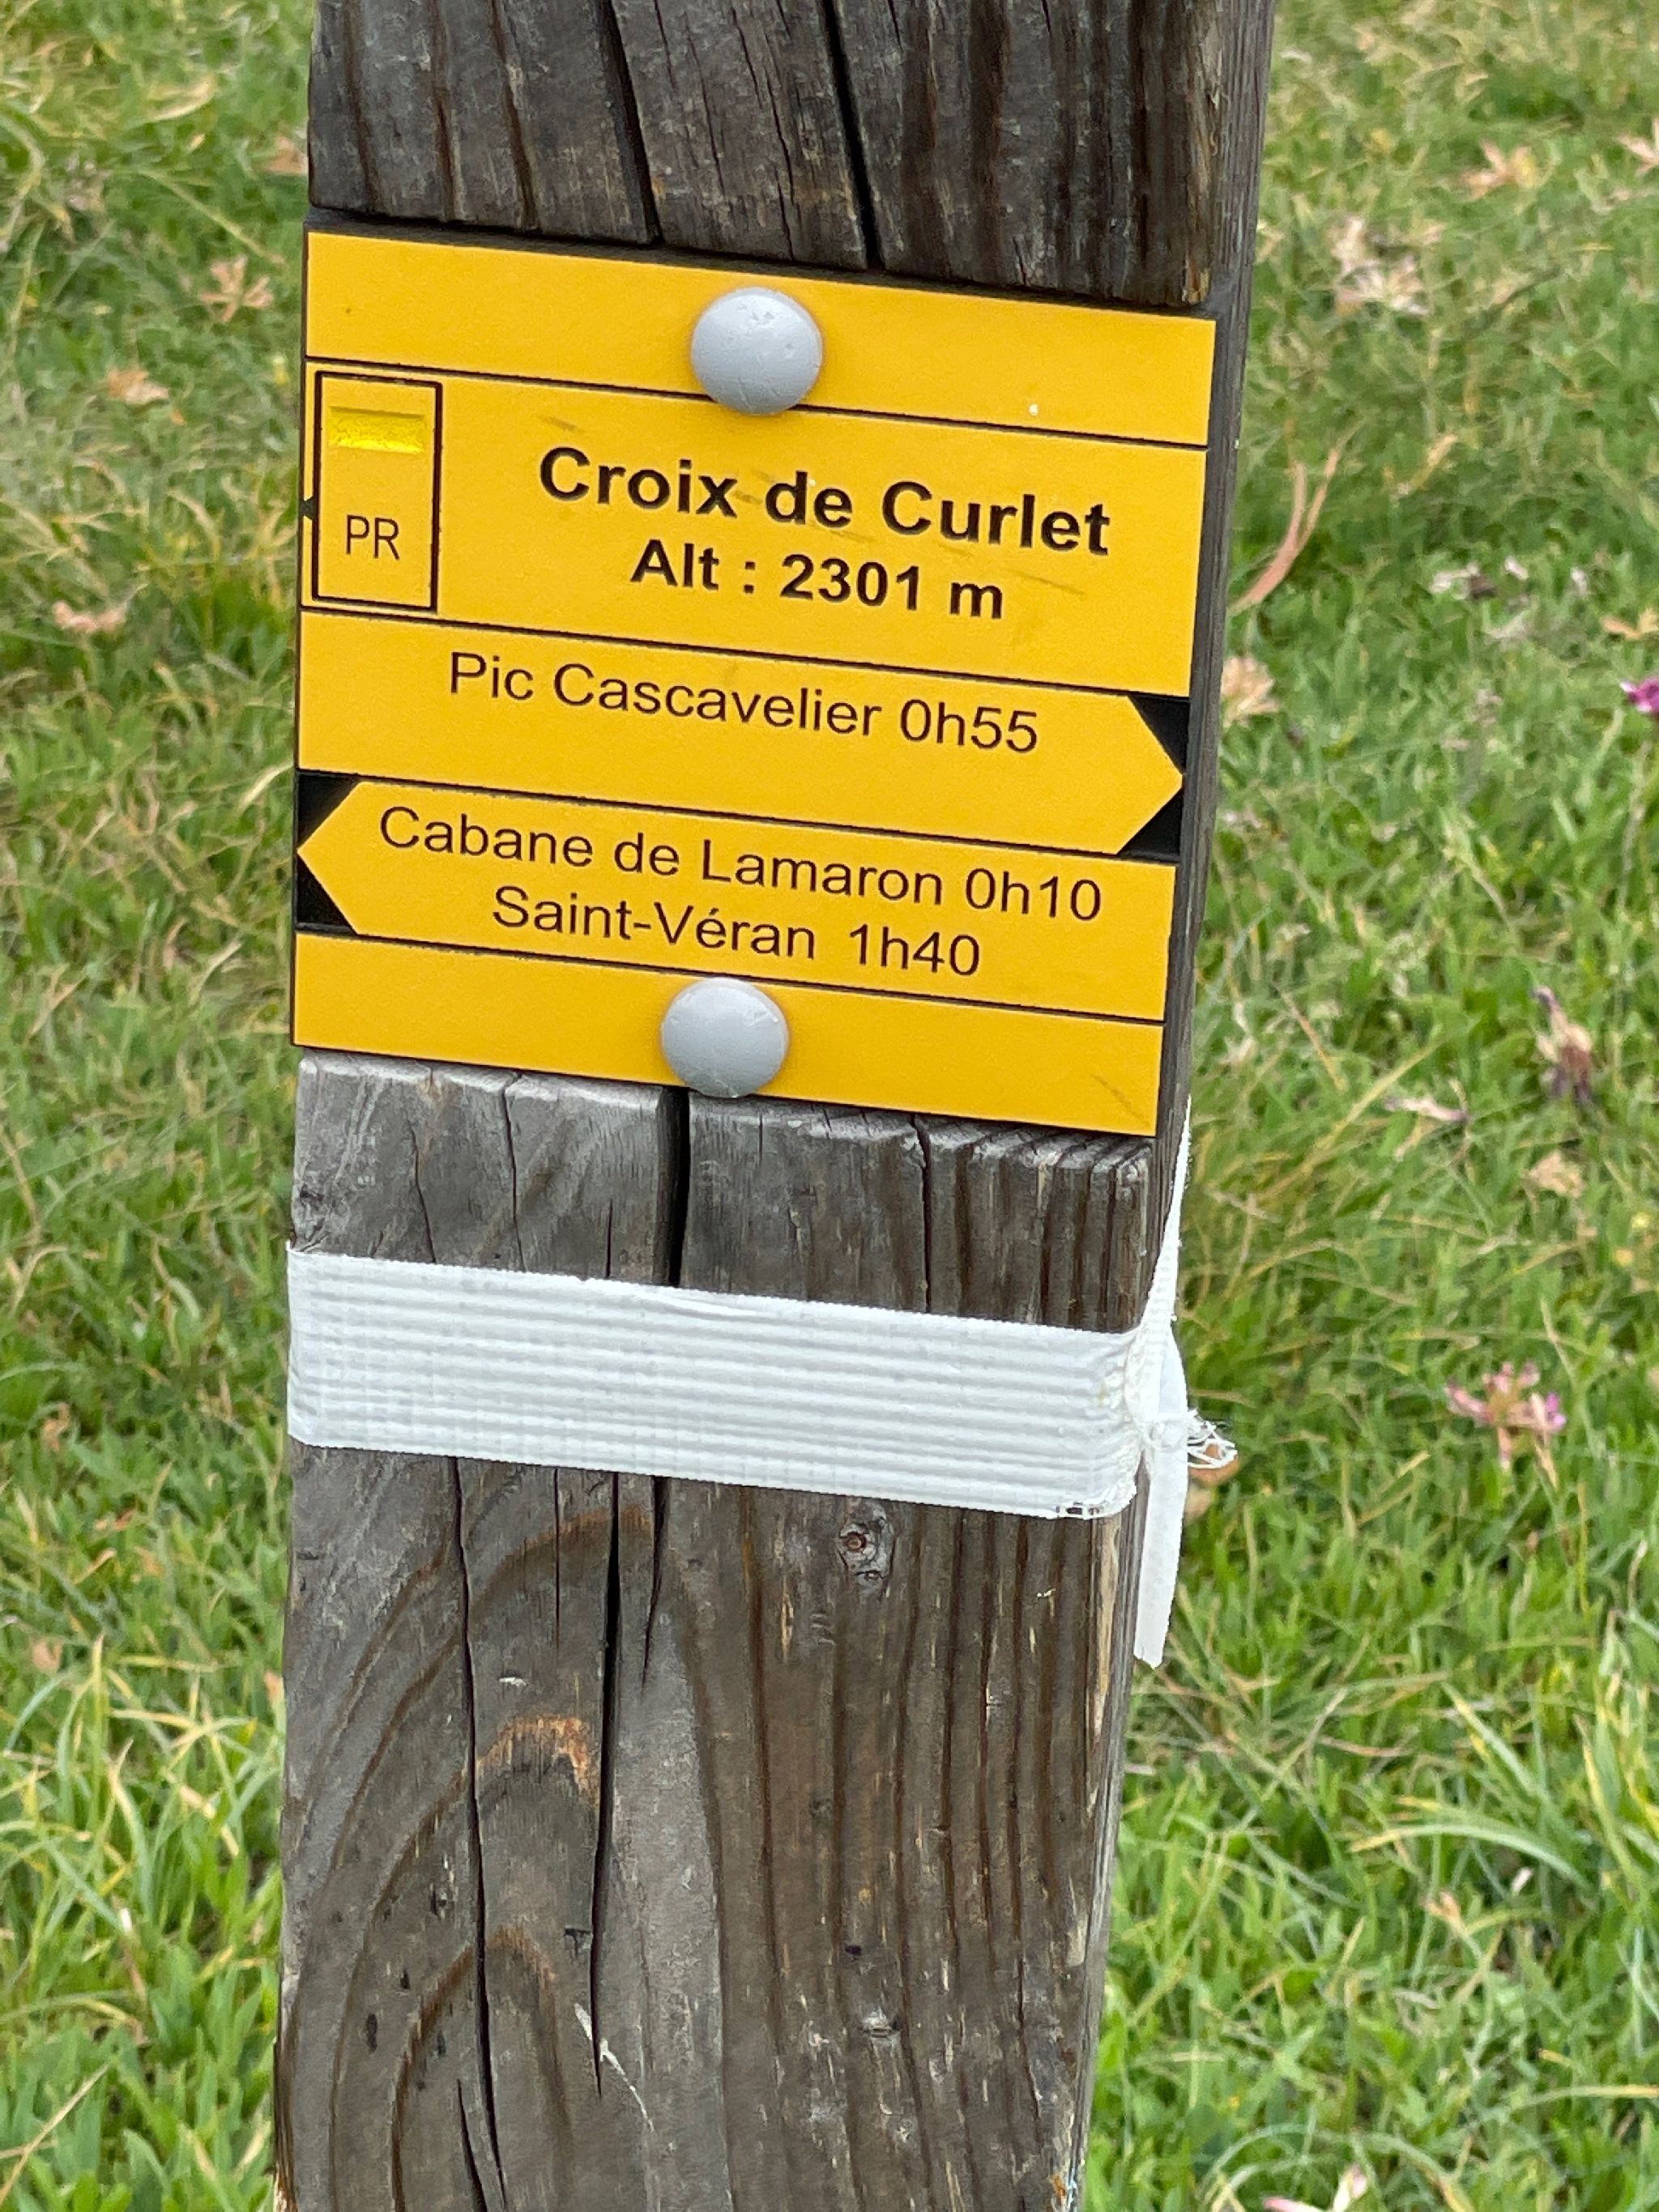 PR
Croix de Curlet
Alt : 2301 m
Pic Cascavelier 0h55
Cabane de Lamaron 0h10
Saint-Véran 1h40